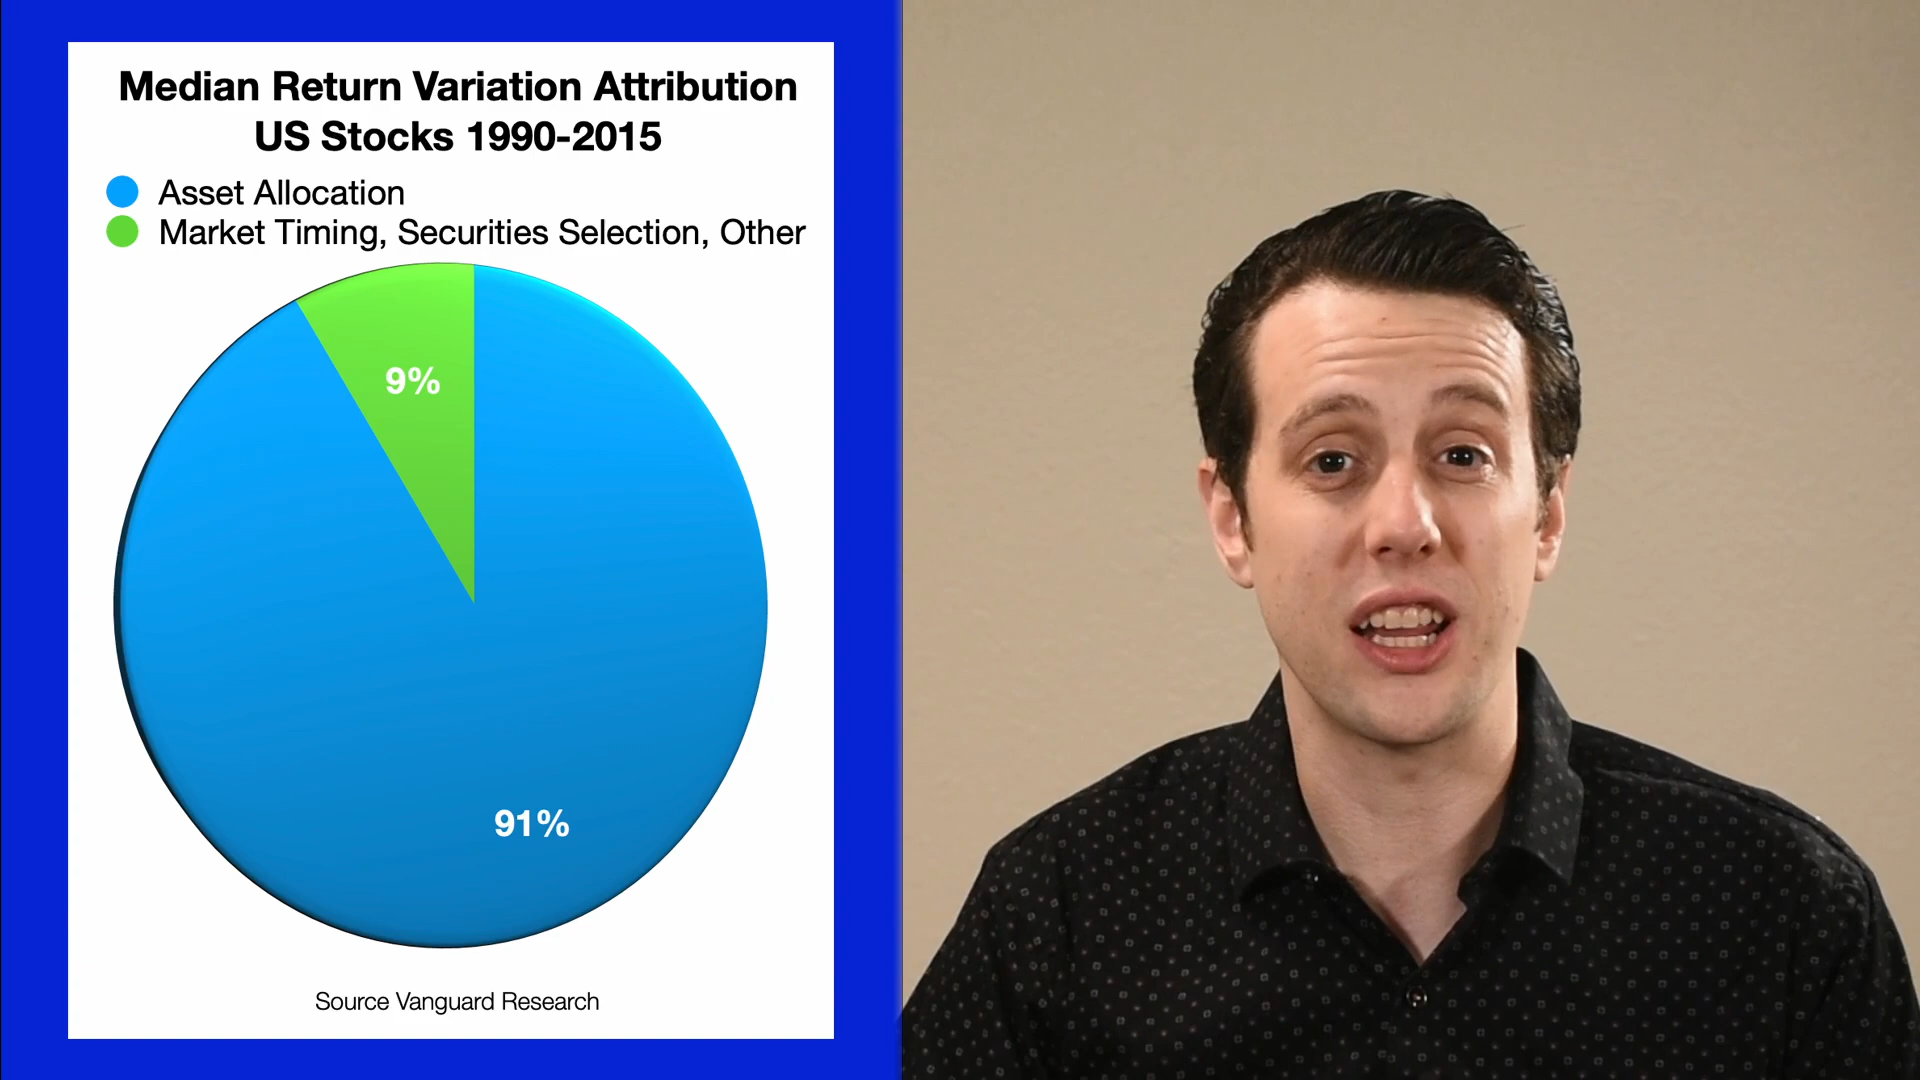 Median Return Variation Attribution
US Stocks 1990-2015
Asset Allocation
Market Timing, Securities Selection, Other
9%
91%
Source Vanguard Research